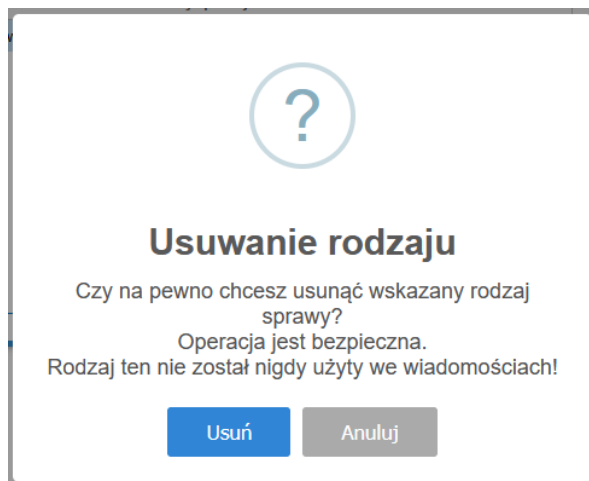 ?
Usuwanie rodzaju
Czy na pewno chcesz usunąć wskazany rodzaj
sprawy?
Operacja jest bezpieczna.
Rodzaj ten nie został nigdy użyty we wiadomościach!
Usuń
Anuluj